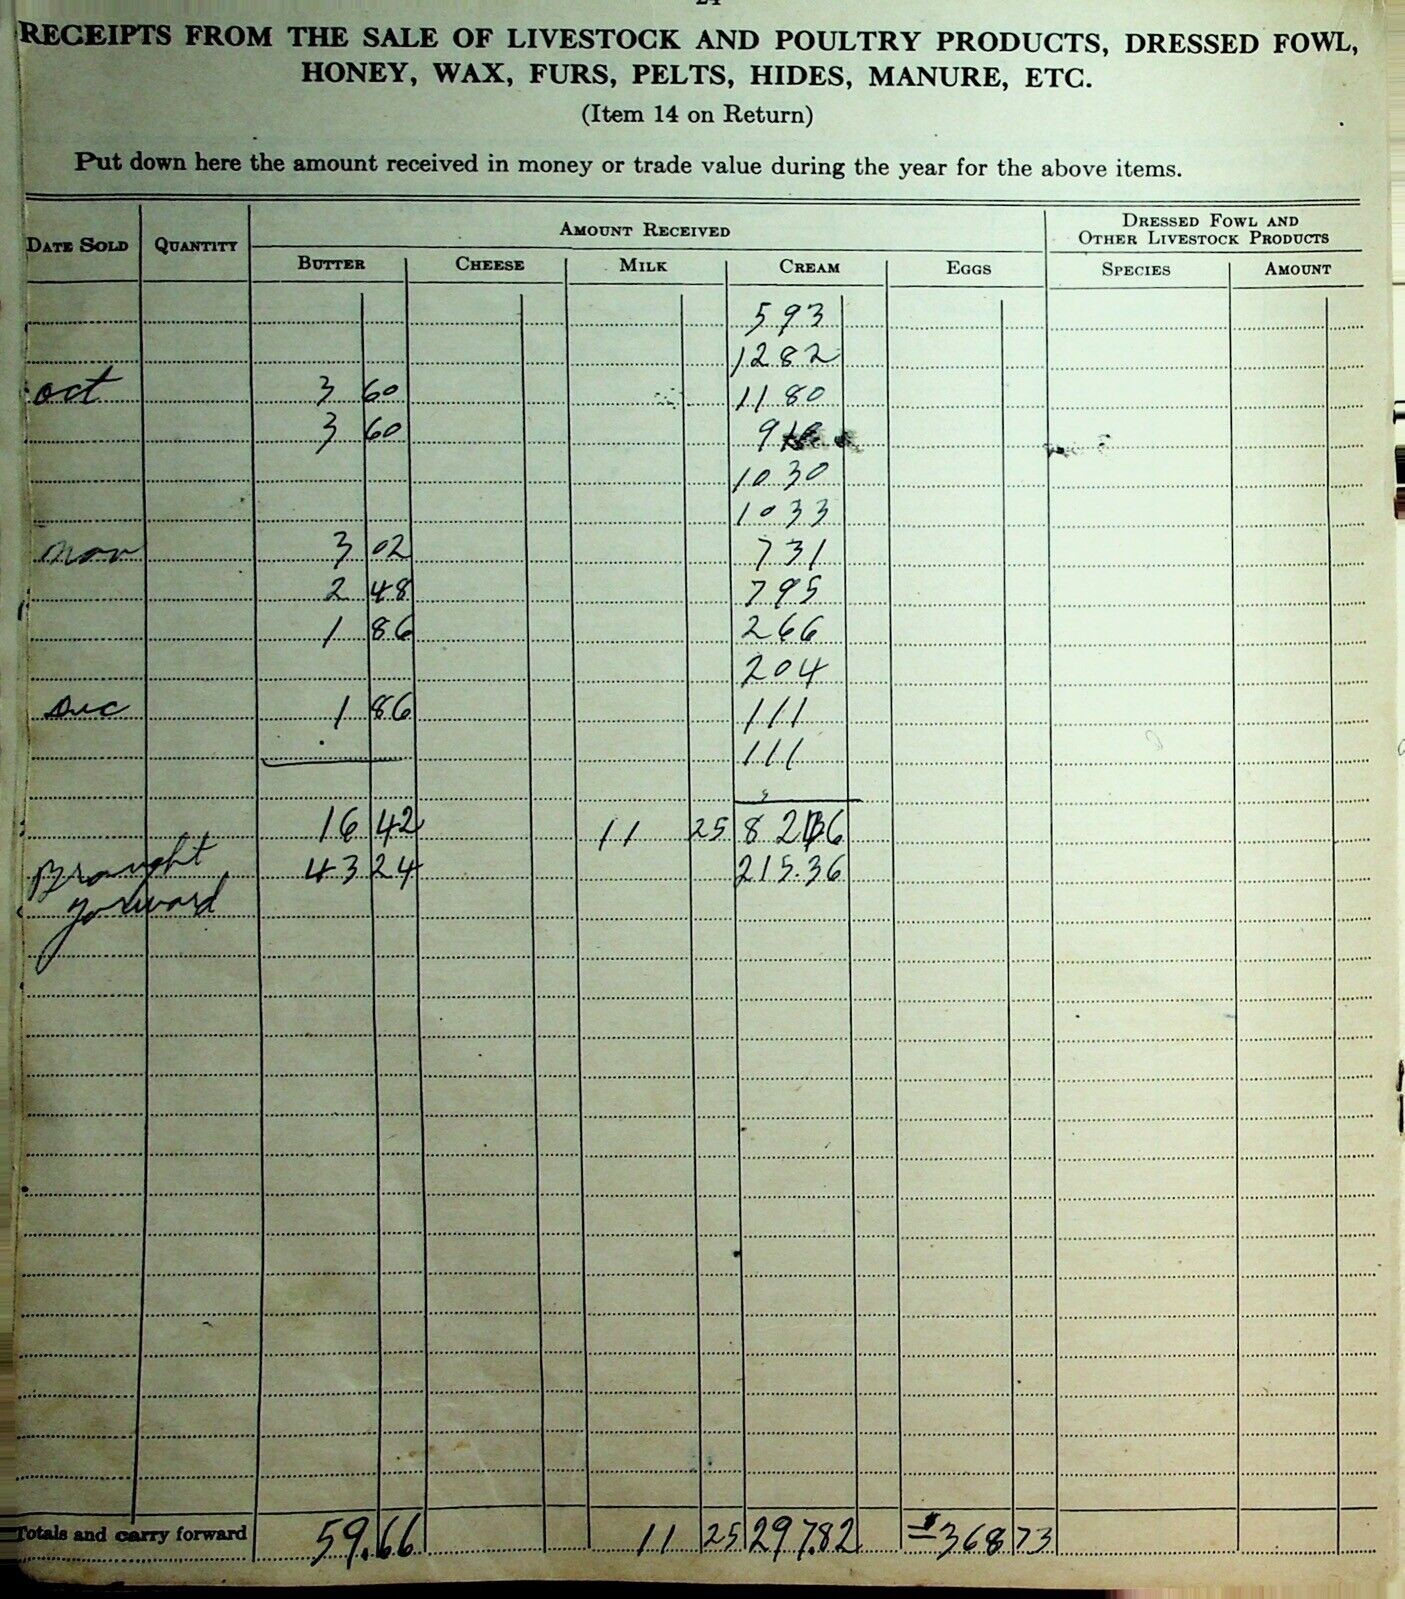 24
RECEIPTS FROM THE SALE OF LIVESTOCK AND POULTRY PRODUCTS, DRESSED FOWL,
HONEY, WAX, FURS, PELTS, HIDES, MANURE, ETC.
(Item 14 on Return)
Put down here the amount received in money or trade value during the year for the above items.
DATE SOLD QUANTITY AMOUNT RECEIVED DRESSED FOWL AND OTHER LIVESTOCK PRODUCTS
BUTTER CHEESE MILK CREAM EGGS SPECIES AMOUNT
5 93
12 82
Oct 3 60 11 80
3 60
10 30
10 33
Nov 3 02 7 31
2 48 7 95
1 86 2 66
2 04
Dec 1 86 1 11
1 11
16 42 11 25
Brought 43 24 215.36
forward
Totals and carry forward 59.66 11 25 297.82 = $368 73